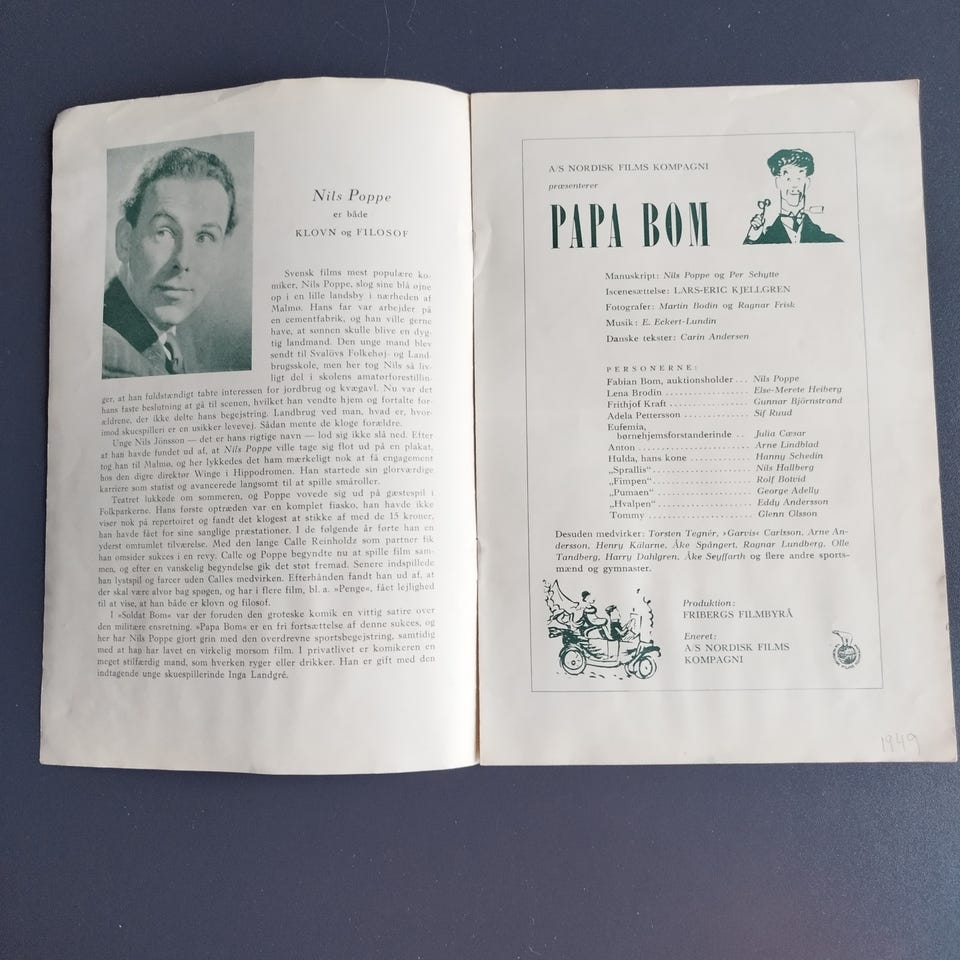 Nils Poppe
er både
KLOVN og FILOSOF
Svensk films mest populære ko-
miker, Nils Poppe, slog sine blå øjne
op i en lille landsby i nærheden af
Malmø. Hans far var arbejder på
en cementfabrik, og han ville gerne
have, at sønnen skulle blive en dyg-
tig landmand. Den unge mand blev
sendt til Svalövs Folkehøj- og Land-
brugsskole, men her tog Nils så liv-
ligt del i skolens amatørforestillin-
ger, at han fuldstændigt tabte interessen for jordbrug og kvægavl. Nu var det
hans faste beslutning at gå til scenen, hvilket han vendte hjem og fortalte for-
ældrene, der ikke delte hans begejstring. Landbrug ved man, hvad er, hvor-
imod skuespilleri er en usikker levevej. Sådan mente de kloge forældre.
Unge Nils Jönsson — det er hans rigtige navn — lod sig ikke slå ned. Efter
at han havde fundet ud af, at Nils Poppe ville tage sig flot ud på en plakat,
tog han til Malmø, og her lykkedes det ham mærkeligt nok at få engagement
hos den digre direktør Winge i Hippodromen. Han startede sin glorværdige
karriere som statist og avancerede langsomt til at spille småroller.
Teatret lukkede om sommeren, og Poppe vovede sig ud på gæstespil i
Folkparkerne. Hans første optræden var en komplet fiasko, han havde ikke
viser nok på repertoiret og fandt det klogest at stikke af med de 15 kroner,
han havde fået for sine sanglige præstationer. I de følgende år førte han en
yderst omtumlet tilværelse. Med den lange Calle Reinholdz som partner fik
han omsider sukces i en revy. Calle og Poppe begyndte nu at spille film sam-
men, og efter en vanskelig begyndelse gik det støt fremad. Senere indspillede
han lystspil og farcer uden Calles medvirken. Efterhånden fandt han ud af, at
der skal være alvor bag spøgen, og har i flere film, bl. a. »Penge«, fået lejlighed
til at vise, at han både er klovn og filosof.
I »Soldat Bom« var der foruden den groteske komik en vittig satire over
den militære ensretning. »Papa Bom« er en fri fortsættelse af denne sukces, og
her har Nils Poppe gjort grin med den overdrevne sportsbegejstring, samtidig
med at han har lavet en virkelig morsom film. I privatlivet er komikeren en
meget stilfærdig mand, som hverken ryger eller drikker. Han er gift med den
indtagende unge skuespillerinde Inga Landgré.
A/S NORDISK FILMS KOMPAGNI
præsenterer
PAPA BOM
Manuskript: Nils Poppe og Per Schytte
Iscenesættelse: LARS-ERIC KJELLGREN
Fotografer: Martin Bodin og Ragnar Frisk
Musik: E. Eckert-Lundin
Danske tekster: Carin Andersen
PERSONERNE:
Fabian Bom, auktionsholder ... Nils Poppe
Lena Brodin ................ Else-Merete Heiberg
Frithjof Kraft ................ Gunnar Björnstrand
Adela Pettersson ............ Sif Ruud
Eufemia,
børnehjemsforstanderinde .. Julia Cæsar
Anton ...................... Arne Lindblad
Hulda, hans kone ............ Hanny Schedin
„Sprallis“ .................. Nils Hallberg
„Fimpen“ .................. Rolf Botvid
„Pumaen“ .................. George Adelly
„Hvalpen“ .................. Eddy Andersson
Tommy .................... Glenn Olsson
Desuden medvirker: Torsten Tegnér, »Garvis« Carlsson, Arne An-
dersson, Henry Kälarne, Åke Spångert, Ragnar Lundberg, Olle
Tandberg, Harry Dahlgren, Åke Seyffarth og flere andre sports-
mænd og gymnaster.
Produktion:
FRIBERGS FILMBYRÅ
Eneret:
A/S NORDISK FILMS
KOMPAGNI
1949